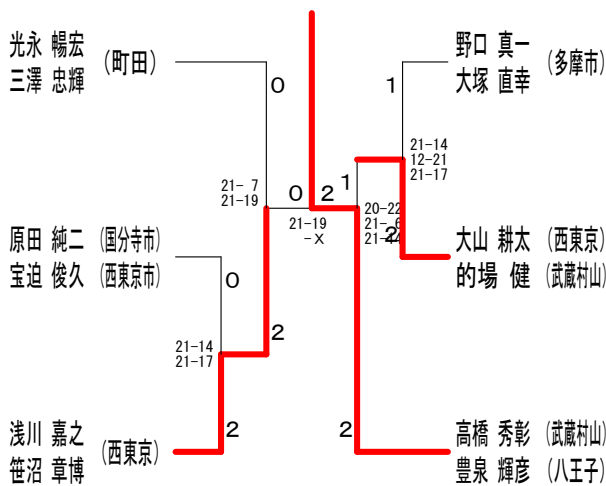 光永 暢宏
三澤 忠輝
(町田)
0
21- 7
21-19
原田 純二 (国分寺市)
宝迫 俊久 (西東京市)
0
21-14
21-17
2
浅川 嘉之
笹沼 章博
(西東京)
2
0
2
21-19
-X
野口 真一
大塚 直幸
(多摩市)
1
21-14
12-21
21-17
1
20-22
21- 6
大山 耕太 (西東京)
的場 健 (武蔵村山)
2
高橋 秀彰 (武蔵村山)
豊泉 輝彦 (八王子)
2